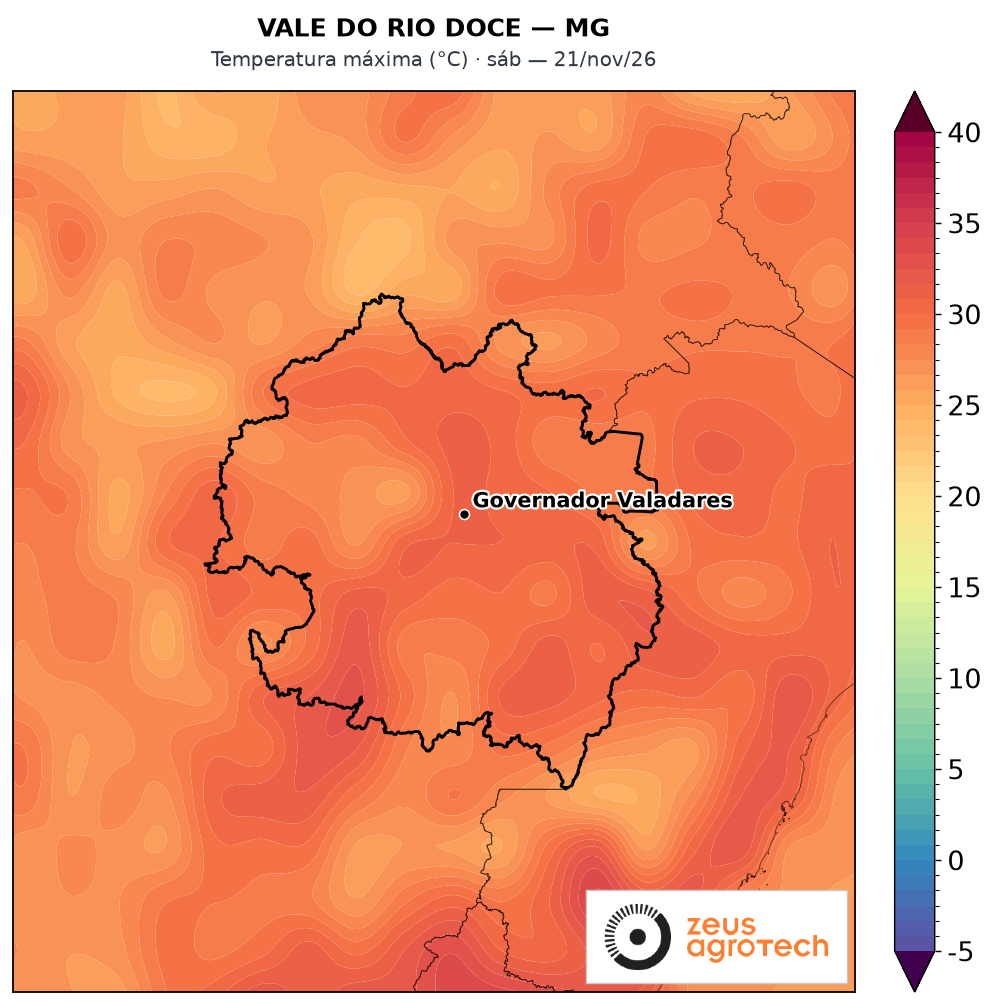 VALE DO RIO DOCE — MG
Temperatura máxima (°C) · sáb — 21/nov/26
40
35
30
25
20
15
10
5
0
-5
Governador Valadares
zeus
agrotech